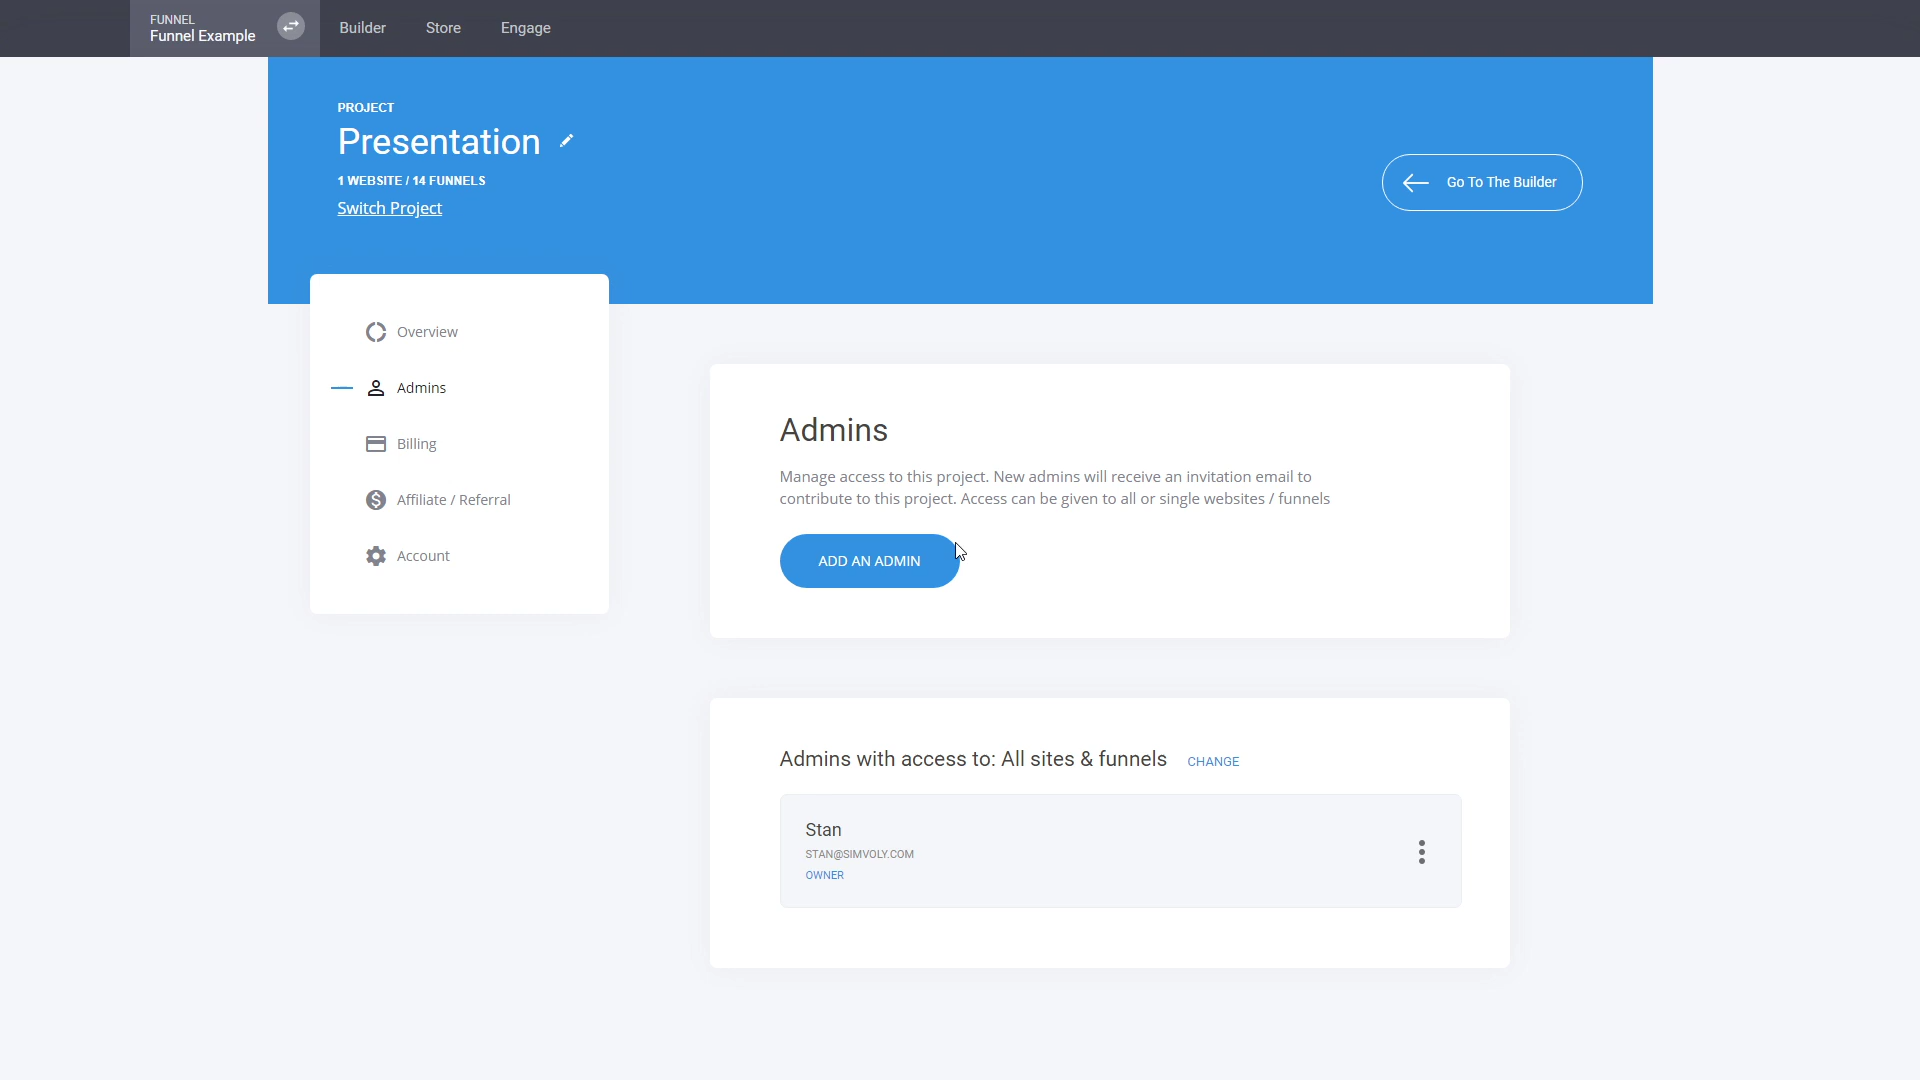 FUNNEL
Funnel Example
Builder
Store
Engage
PROJECT
Presentation
1 WEBSITE / 14 FUNNELS
Switch Project
Go To The Builder
Overview
Admins
Billing
Affiliate / Referral
Account
Admins
Manage access to this project. New admins will receive an invitation email to
contribute to this project. Access can be given to all or single websites / funnels
ADD AN ADMIN
Admins with access to: All sites & funnels CHANGE
Stan
STAN@SIMVOLY.COM
OWNER